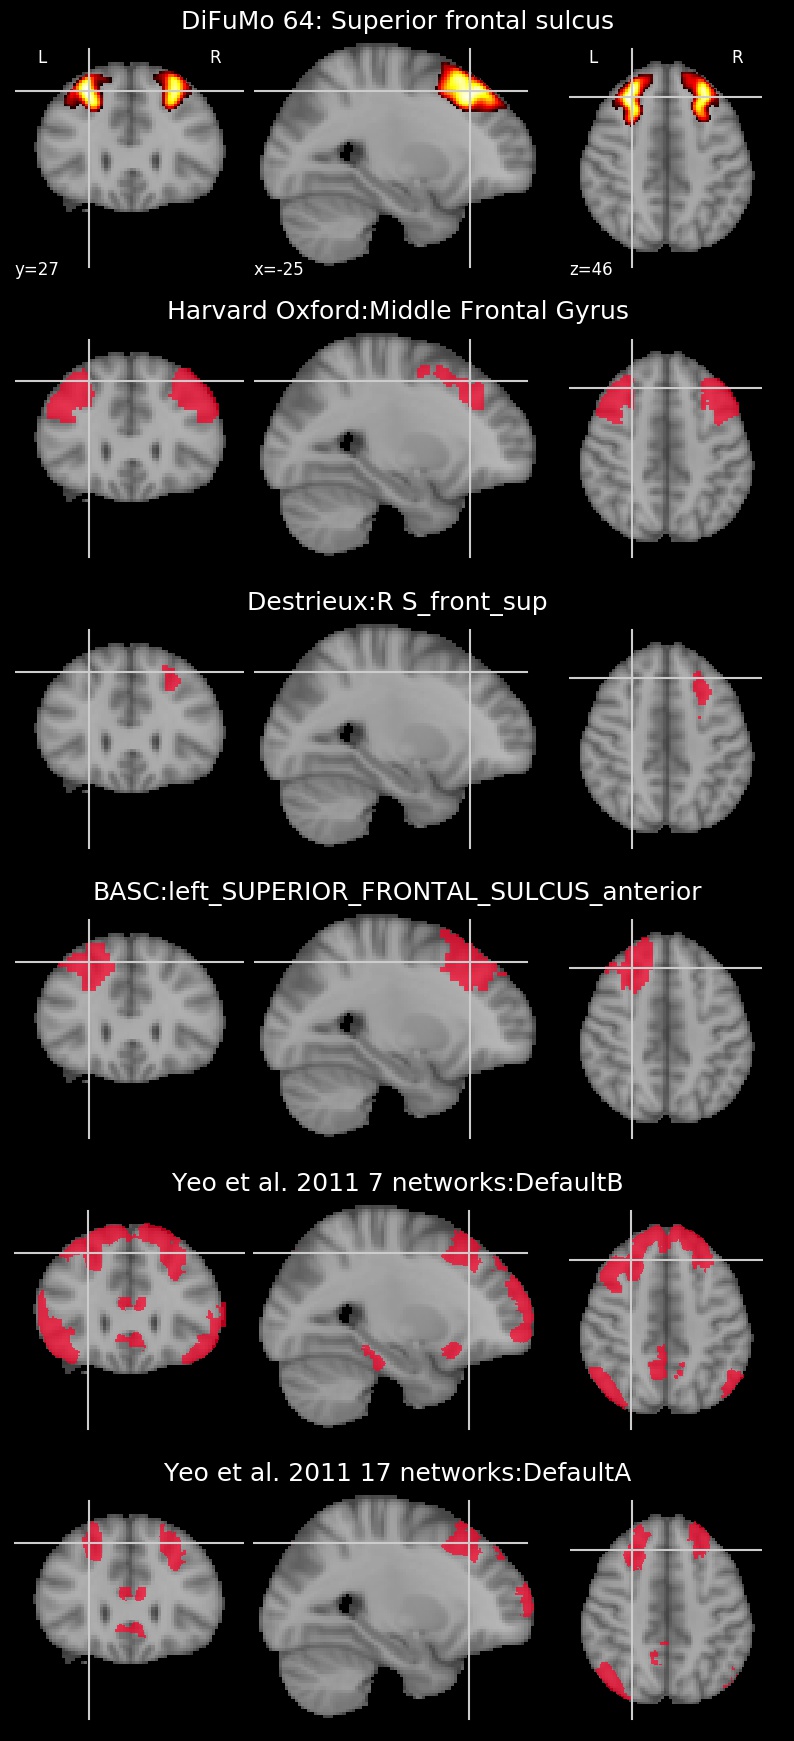 DiFuMo 64: Superior frontal sulcus
L R L R
y=27 x=-25 z=46
Harvard Oxford:Middle Frontal Gyrus
Destrieux:R S_front_sup
BASC:left_SUPERIOR_FRONTAL_SULCUS_anterior
Yeo et al. 2011 7 networks:DefaultB
Yeo et al. 2011 17 networks:DefaultA